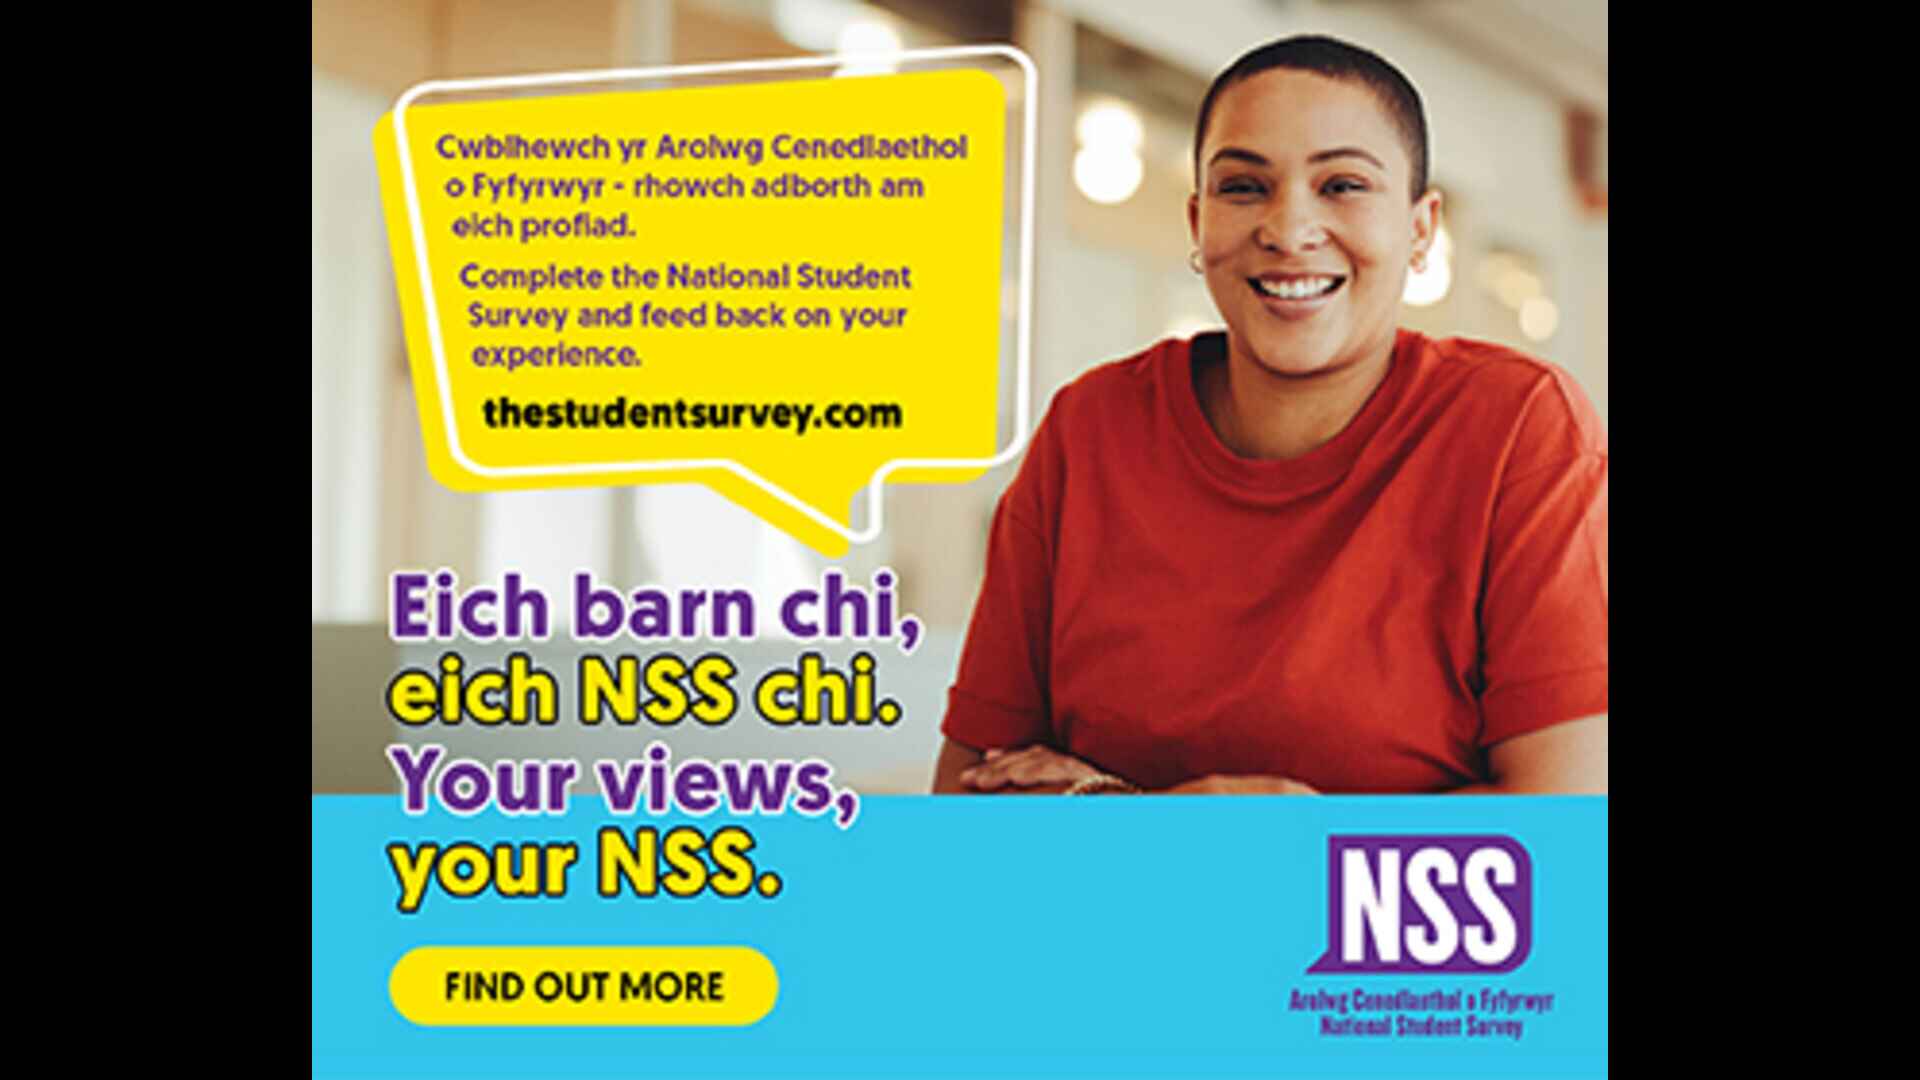 Cwblhewch yr Arolwg Cenedlaethol
o Fyfyrwyr - rhowch adborth am
eich profiad.
Complete the National Student
Survey and feed back on your
experience.
thestudentsurvey.com
Eich barn chi,
eich NSS chi.
Your views,
your NSS.
FIND OUT MORE
NSS
Arolwg Cenedlaethol o Fyfyrwyr
National Student Survey